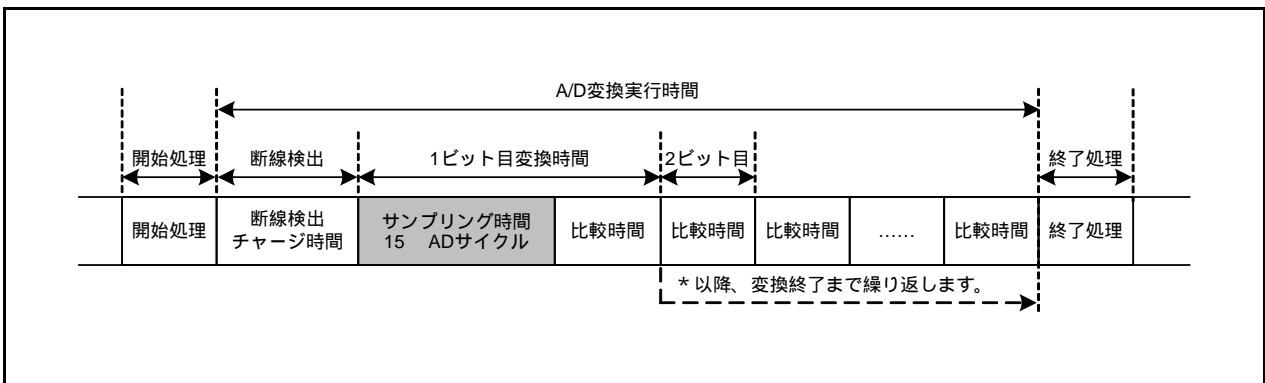 A/D変換実行時間
開始処理 断線検出 1ビット目変換時間 2ビット目 終了処理
開始処理 断線検出チャージ時間 サンプリング時間 15 ADサイクル 比較時間 比較時間 比較時間 …… 比較時間 終了処理
*以降、変換終了まで繰り返します。